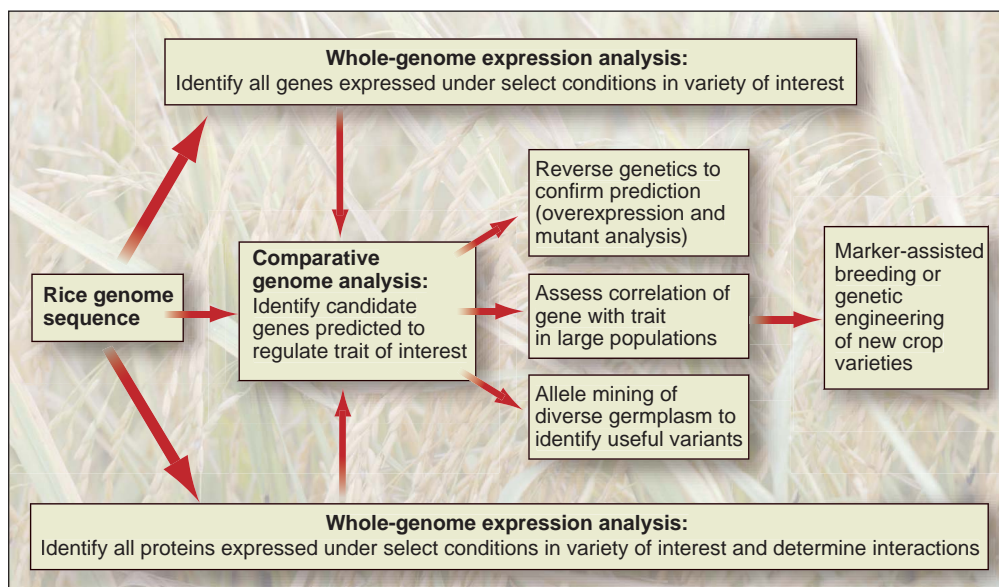 Whole-genome expression analysis:
Identify all genes expressed under select conditions in variety of interest
Rice genome
sequence
Comparative
genome analysis:
Identify candidate
genes predicted to
regulate trait of interest
Reverse genetics to
confirm prediction
(overexpression and
mutant analysis)
Assess correlation of
gene with trait
in large populations
Allele mining of
diverse germplasm to
identify useful variants
Marker-assisted
breeding or
genetic
engineering
of new crop
varieties
Whole-genome expression analysis:
Identify all proteins expressed under select conditions in variety of interest and determine interactions